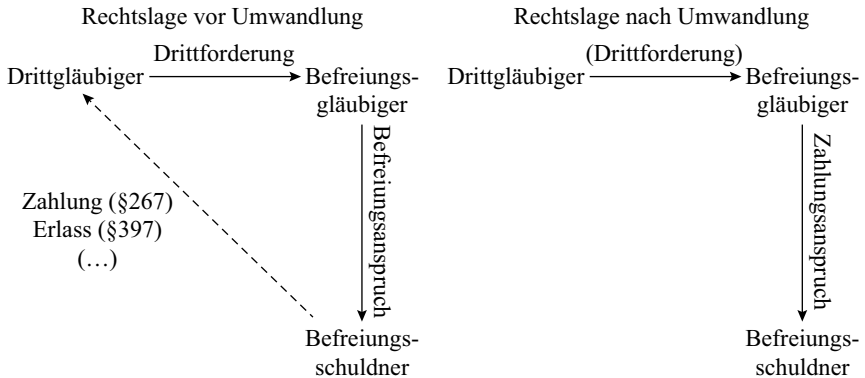 Rechtslage vor Umwandlung
Drittforderung
Drittgläubiger
Befreiungs-
gläubiger
Befreiungsanspruch
Zahlung (§267)
Erlass (§397)
(…)
Befreiungs-
schuldner
Rechtslage nach Umwandlung
(Drittforderung)
Drittgläubiger
Befreiungs-
gläubiger
Zahlungsanspruch
Befreiungs-
schuldner